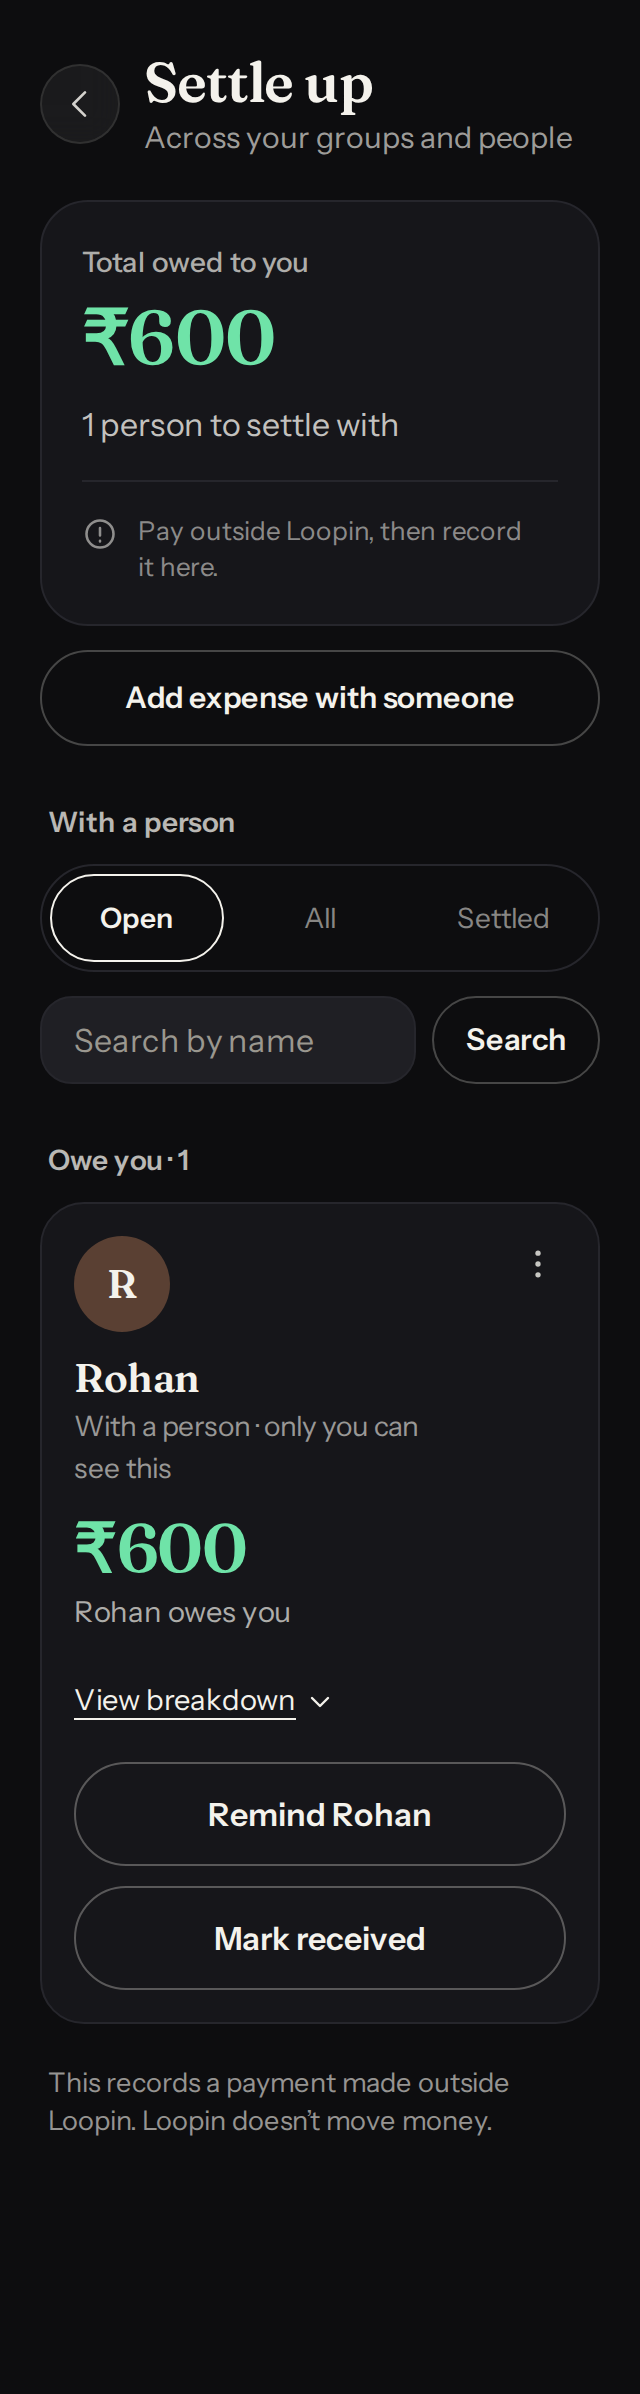 Settle up
Across your groups and people
Total owed to you
₹600
1 person to settle with
Pay outside Loopin, then record
it here.
Add expense with someone
With a person
Open All Settled
Search by name Search
Owe you · 1
R
Rohan
With a person · only you can
see this
₹600
Rohan owes you
View breakdown
Remind Rohan
Mark received
This records a payment made outside
Loopin. Loopin doesn’t move money.